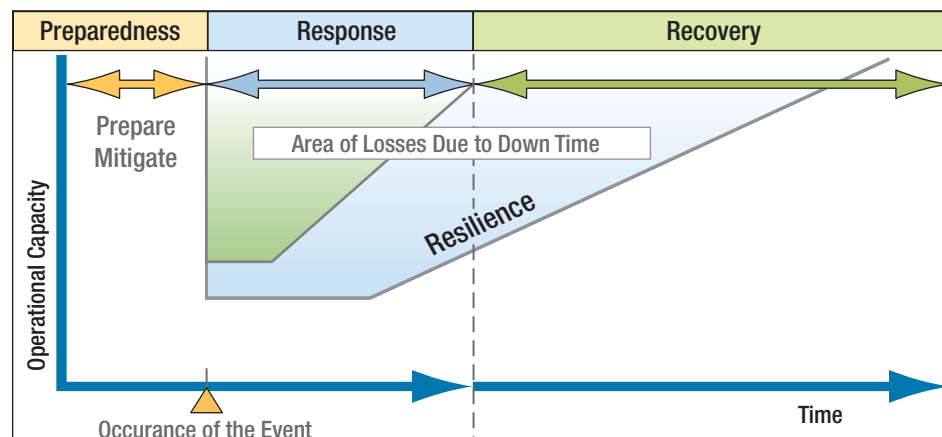 Preparedness
Response
Recovery
Prepare
Mitigate
Area of Losses Due to Down Time
Resilience
Operational Capacity
Time
Occurance of the Event